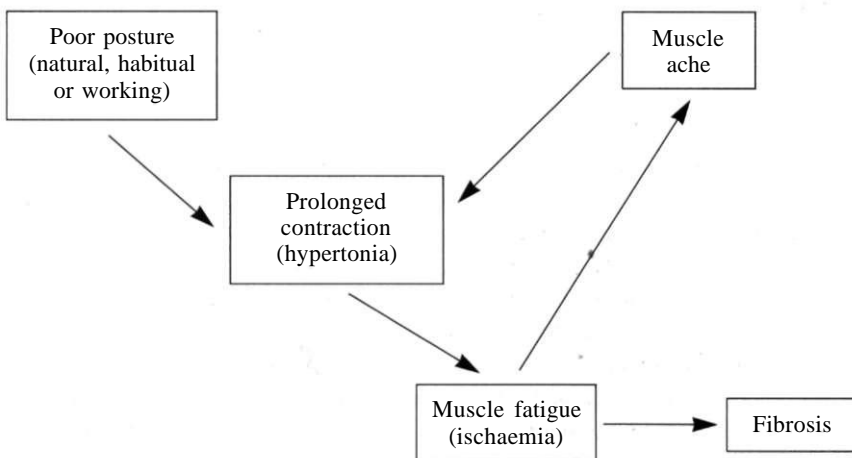 Poor posture
(natural, habitual
or working)
Muscle
ache
Prolonged
contraction
(hypertonia)
Muscle fatigue
(ischaemia)
Fibrosis